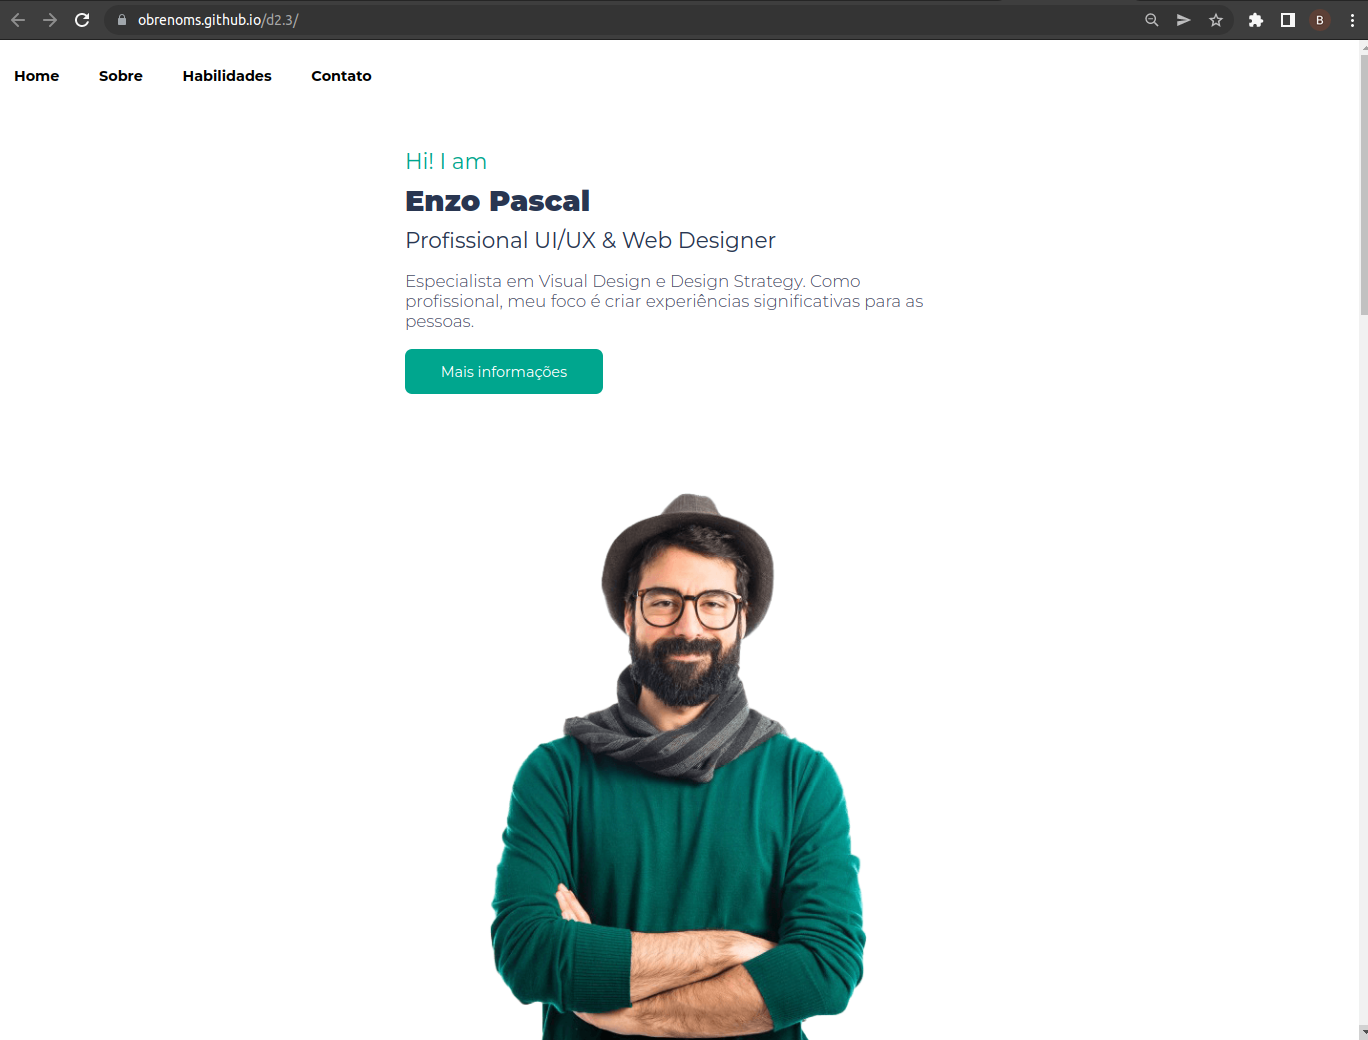 obrenoms.github.io/d2.3/
B
Home Sobre Habilidades Contato
Hi! I am
Enzo Pascal
Profissional UI/UX & Web Designer
Especialista em Visual Design e Design Strategy. Como
profissional, meu foco é criar experiências significativas para as
pessoas.
Mais informações